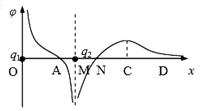 φ
q₁ q₂
O A M N C D x